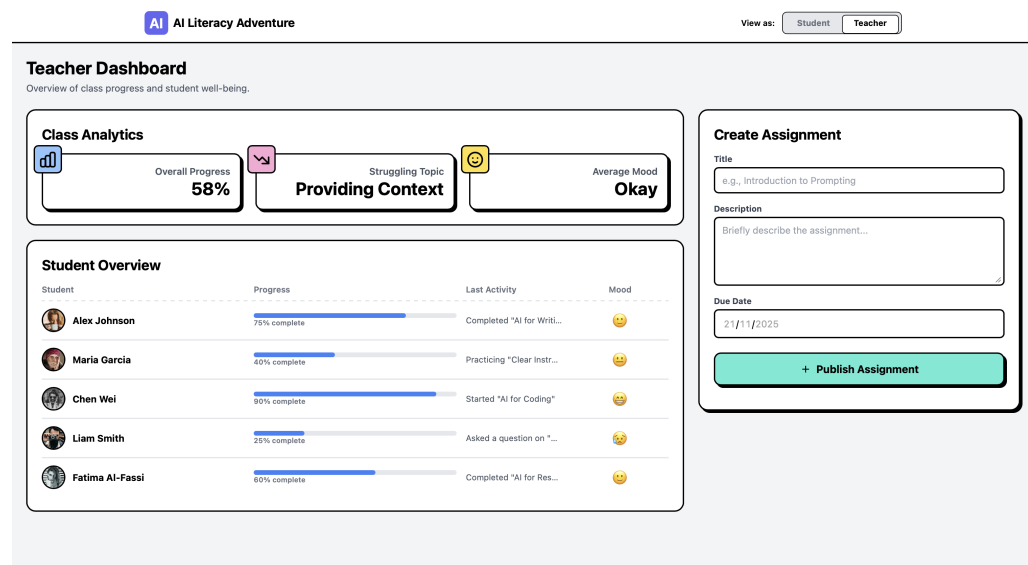 AI AI Literacy Adventure
View as: Student Teacher
Teacher Dashboard
Overview of class progress and student well-being.
Class Analytics
Overall Progress
58%
Struggling Topic
Providing Context
Average Mood
Okay
Student Overview
Student Progress Last Activity Mood
Alex Johnson
75% complete
Completed "AI for Writi...
Maria Garcia
40% complete
Practicing "Clear Instr...
Chen Wei
90% complete
Started "AI for Coding"
Liam Smith
25% complete
Asked a question on "...
Fatima Al-Fassi
60% complete
Completed "AI for Res...
Create Assignment
Title
e.g., Introduction to Prompting
Description
Briefly describe the assignment...
Due Date
21/11/2025
+ Publish Assignment